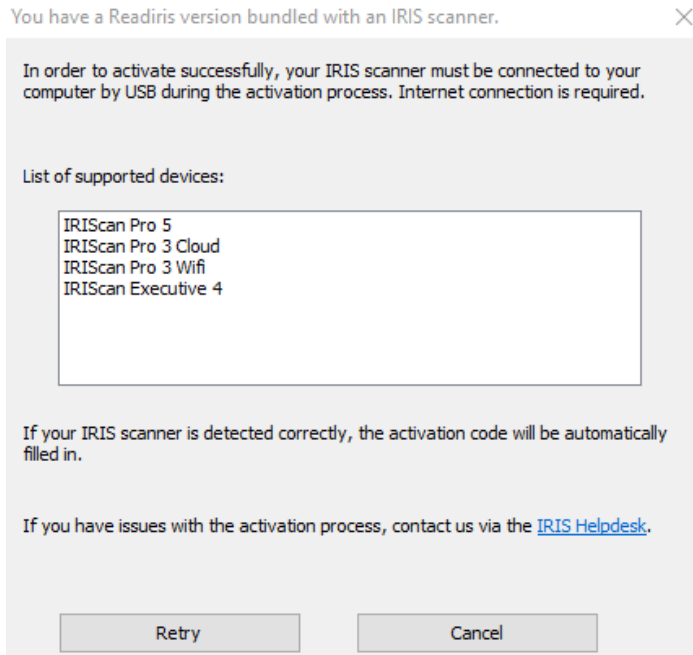 You have a Readiris version bundled with an IRIS scanner.
In order to activate successfully, your IRIS scanner must be connected to your
computer by USB during the activation process. Internet connection is required.
List of supported devices:
IRIScan Pro 5
IRIScan Pro 3 Cloud
IRIScan Pro 3 Wifi
IRIScan Executive 4
If your IRIS scanner is detected correctly, the activation code will be automatically
filled in.
If you have issues with the activation process, contact us via the IRIS Helpdesk.
Retry
Cancel